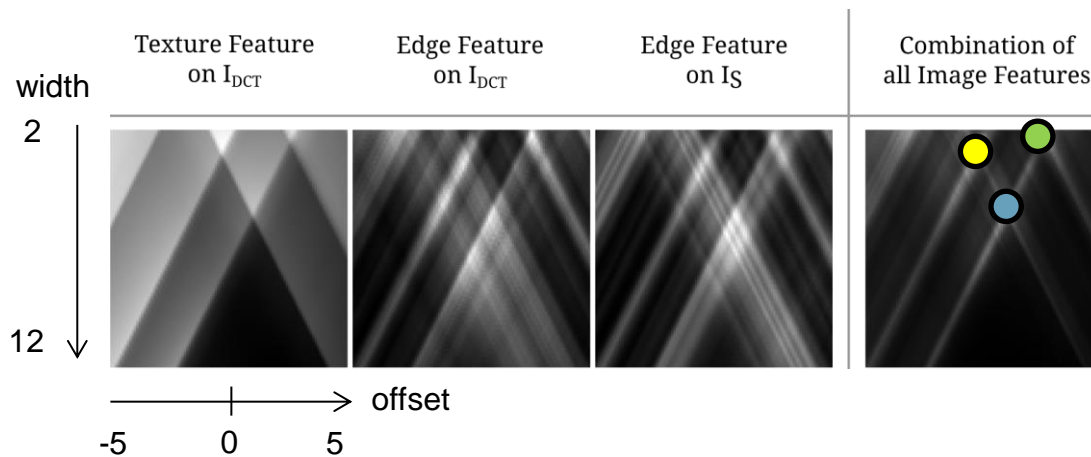 Texture Feature
on I_DCT
Edge Feature
on I_DCT
Edge Feature
on IS
Combination of
all Image Features
width
2
12
offset
-5
0
5